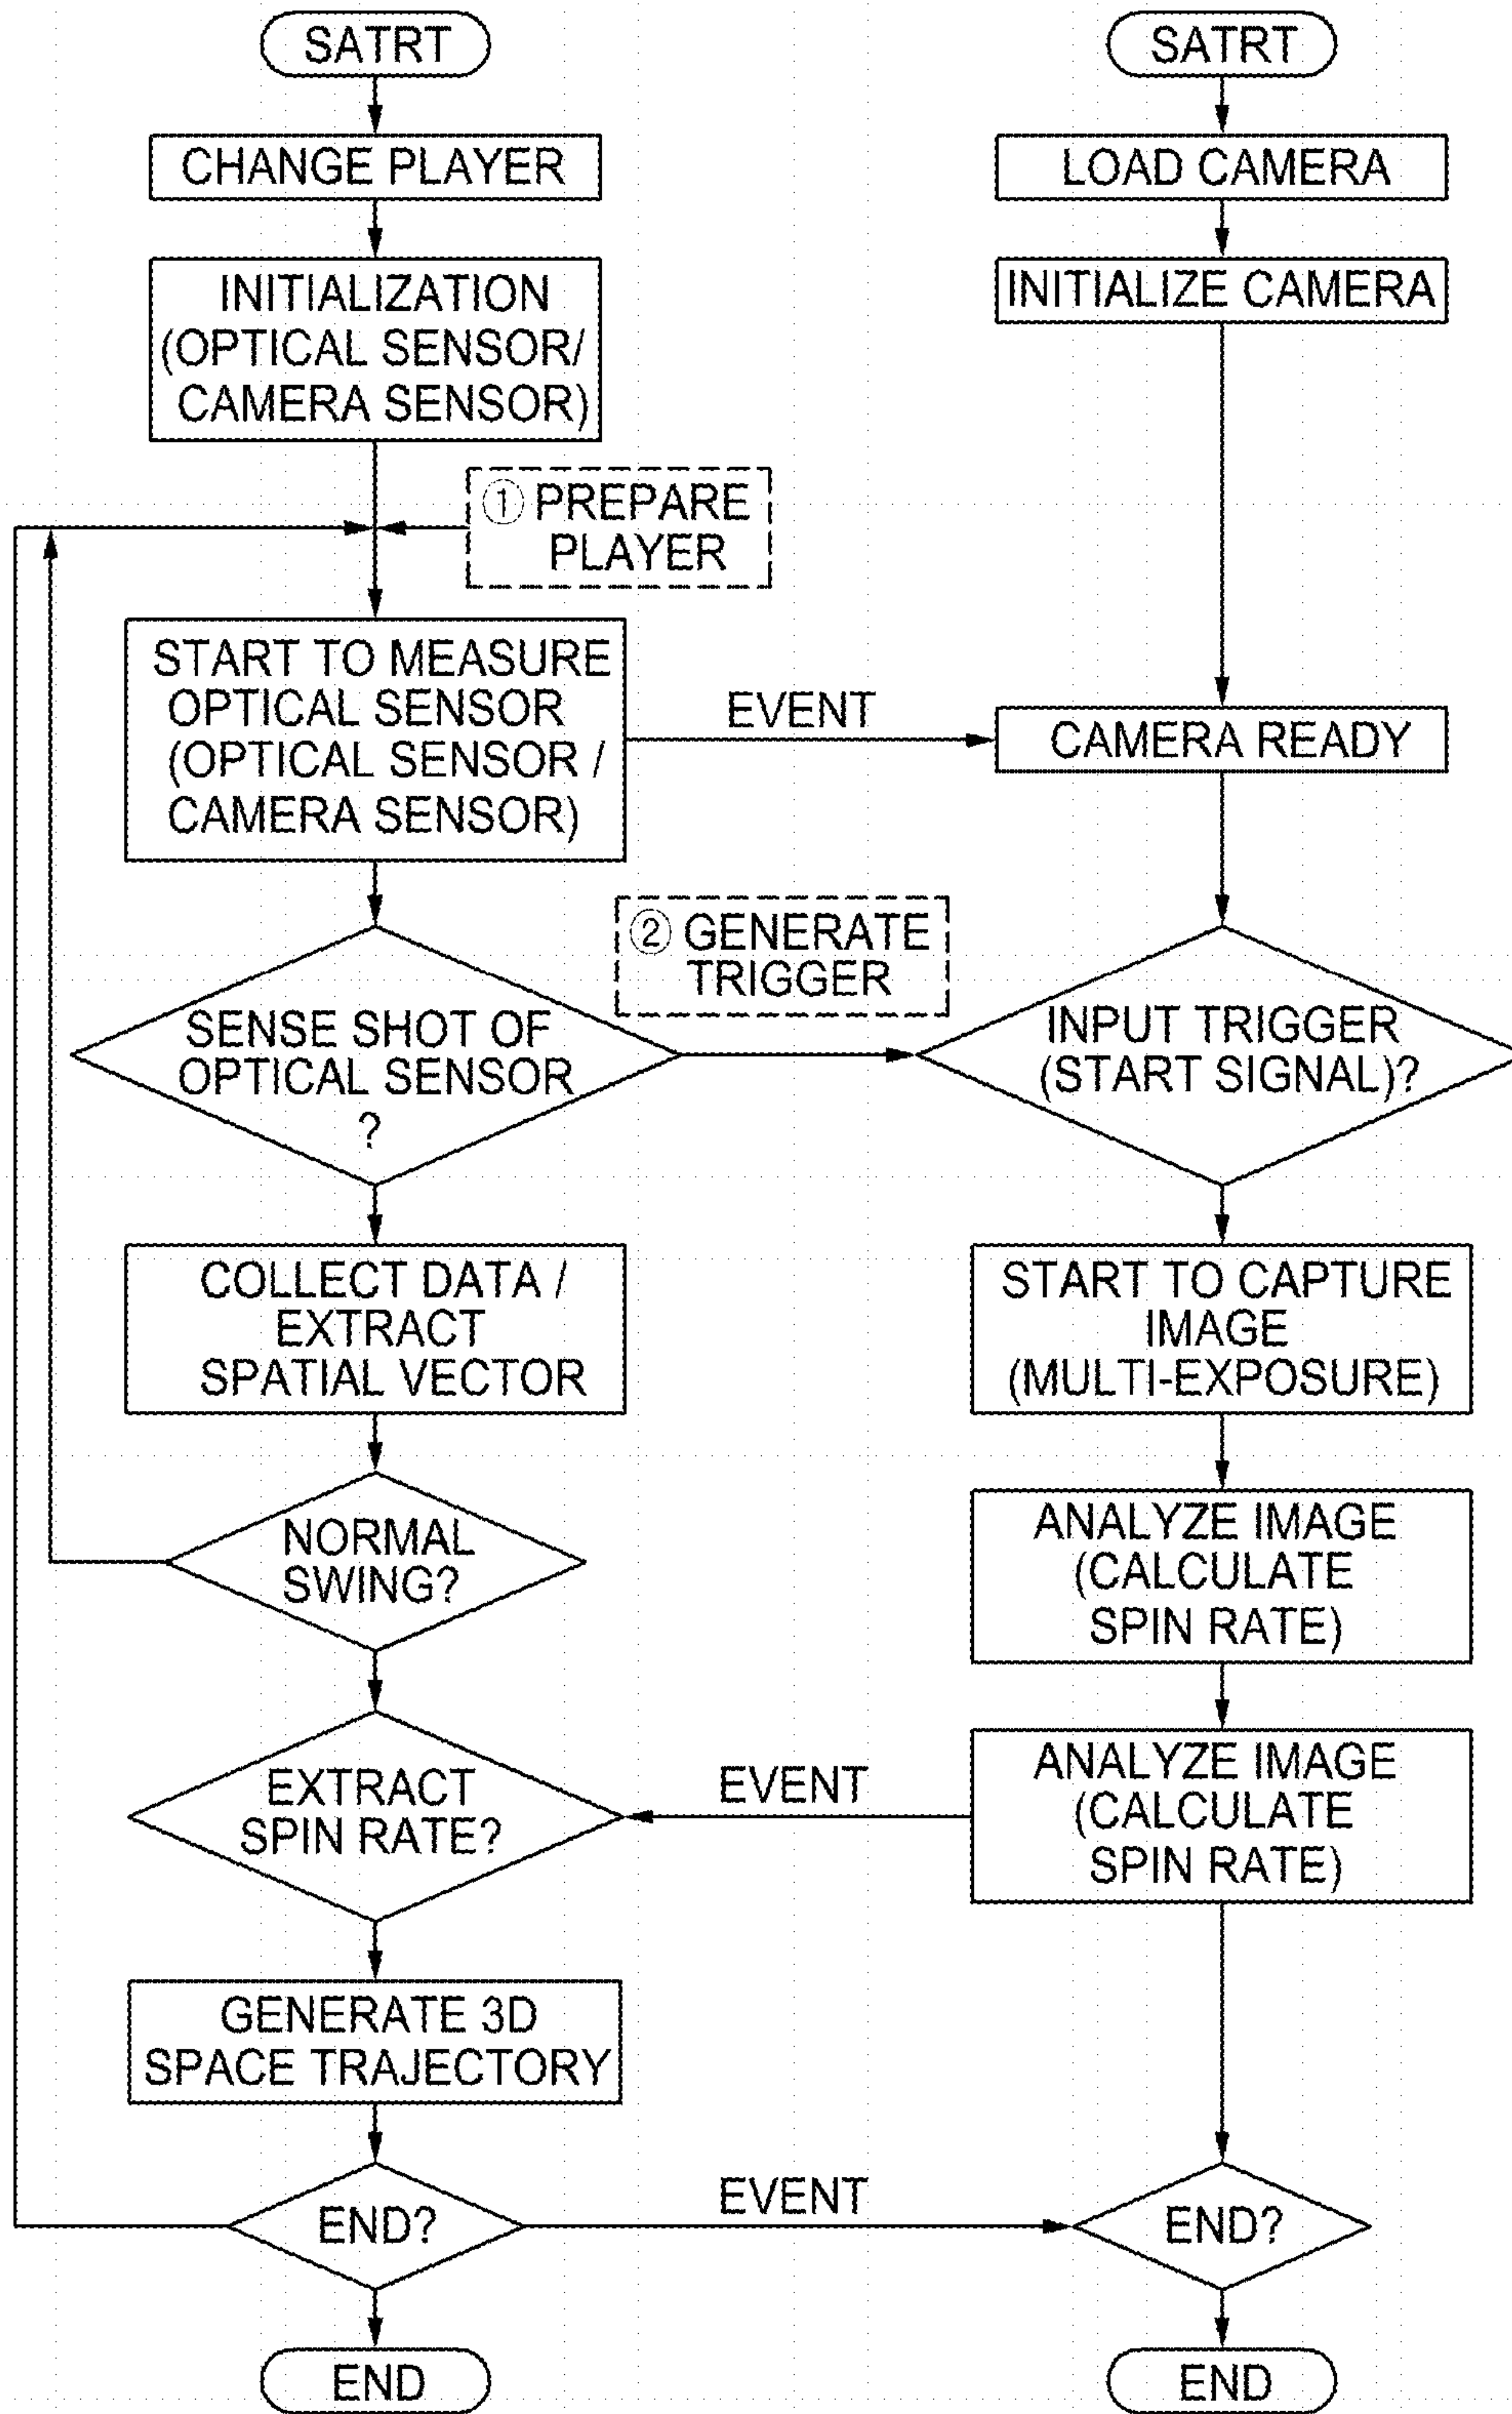 SATRT
CHANGE PLAYER
INITIALIZATION
(OPTICAL SENSOR/
CAMERA SENSOR)
① PREPARE
PLAYER
START TO MEASURE
OPTICAL SENSOR
(OPTICAL SENSOR /
CAMERA SENSOR)
EVENT
② GENERATE
TRIGGER
SENSE SHOT OF
OPTICAL SENSOR
?
COLLECT DATA /
EXTRACT
SPATIAL VECTOR
NORMAL
SWING?
EXTRACT
SPIN RATE?
EVENT
GENERATE 3D
SPACE TRAJECTORY
END?
EVENT
END
SATRT
LOAD CAMERA
INITIALIZE CAMERA
CAMERA READY
INPUT TRIGGER
(START SIGNAL)?
START TO CAPTURE
IMAGE
(MULTI-EXPOSURE)
ANALYZE IMAGE
(CALCULATE
SPIN RATE)
ANALYZE IMAGE
(CALCULATE
SPIN RATE)
END?
END